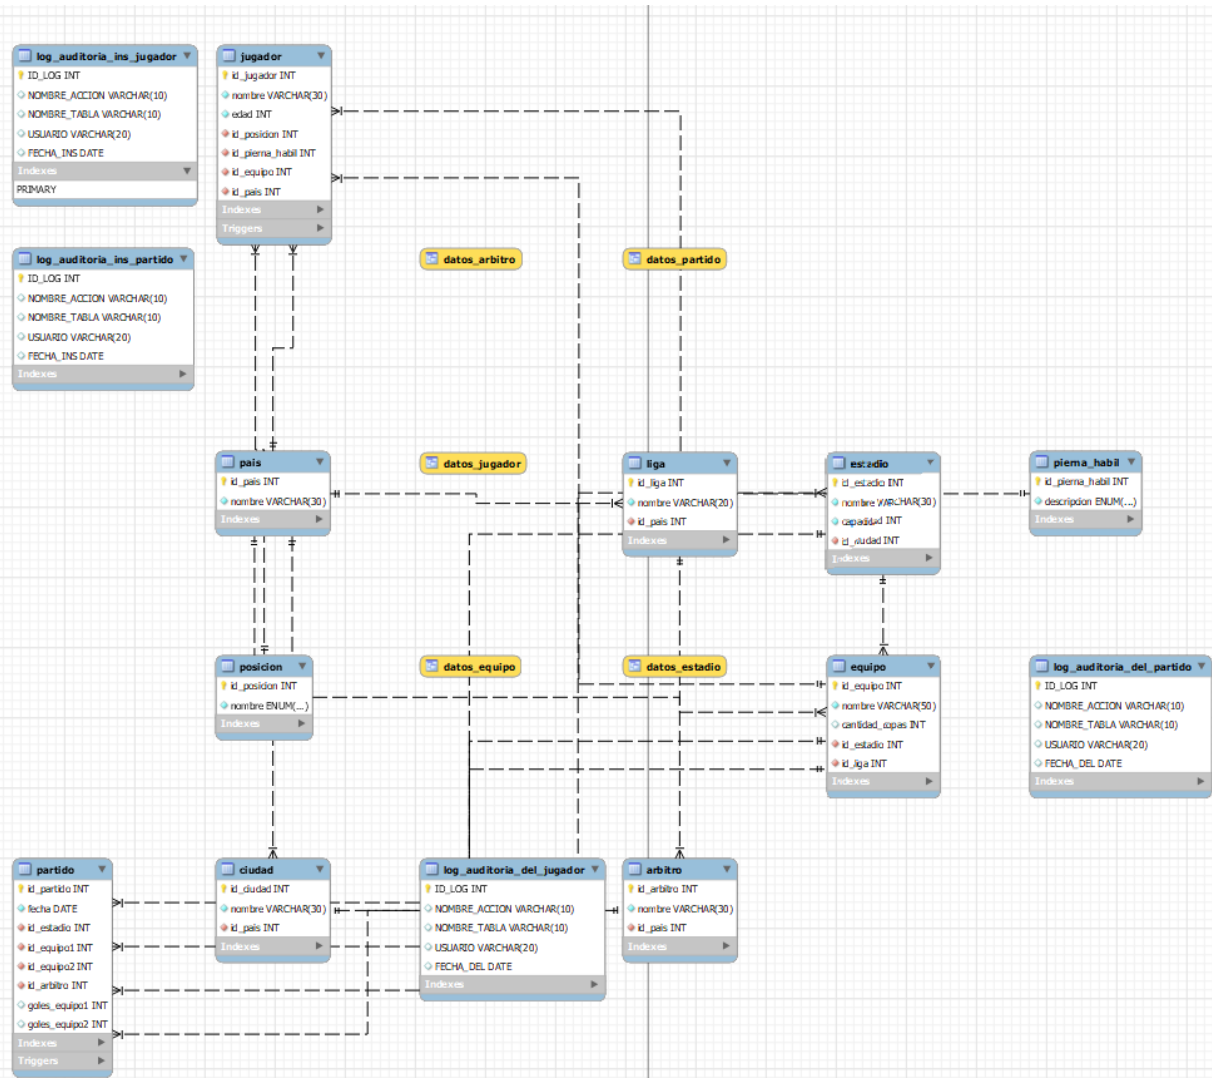 log_auditoria_ins_jugador
ID_LOG INT
NOMBRE_ACCION VARCHAR(10)
NOMBRE_TABLA VARCHAR(10)
USUARIO VARCHAR(20)
FECHA_INS DATE
Indexes
PRIMARY
jugador
id_jugador INT
nombre VARCHAR(30)
edad INT
id_posicion INT
id_pierna_habil INT
id_equipo INT
id_pais INT
Indexes
Triggers
log_auditoria_ins_partido
ID_LOG INT
NOMBRE_ACCION VARCHAR(10)
NOMBRE_TABLA VARCHAR(10)
USUARIO VARCHAR(20)
FECHA_INS DATE
Indexes
datos_arbitro
datos_partido
pais
id_pais INT
nombre VARCHAR(30)
Indexes
datos_jugador
liga
id_liga INT
nombre VARCHAR(20)
id_pais INT
Indexes
estadio
id_estadio INT
nombre VARCHAR(30)
capacidad INT
id_ciudad INT
Indexes
pierna_habil
id_pierna_habil INT
descripcion ENUM(...)
Indexes
posicion
id_posicion INT
nombre ENUM(...)
Indexes
datos_equipo
datos_estadio
equipo
id_equipo INT
nombre VARCHAR(50)
cantidad_copas INT
id_estadio INT
id_liga INT
Indexes
log_auditoria_del_partido
ID_LOG INT
NOMBRE_ACCION VARCHAR(10)
NOMBRE_TABLA VARCHAR(10)
USUARIO VARCHAR(20)
FECHA_DEL DATE
Indexes
partido
id_partido INT
fecha DATE
id_estadio INT
id_equipo1 INT
id_equipo2 INT
id_arbitro INT
goles_equipo1 INT
goles_equipo2 INT
Indexes
Triggers
ciudad
id_ciudad INT
nombre VARCHAR(30)
id_pais INT
Indexes
log_auditoria_del_jugador
ID_LOG INT
NOMBRE_ACCION VARCHAR(10)
NOMBRE_TABLA VARCHAR(10)
USUARIO VARCHAR(20)
FECHA_DEL DATE
Indexes
arbitro
id_arbitro INT
nombre VARCHAR(30)
id_pais INT
Indexes